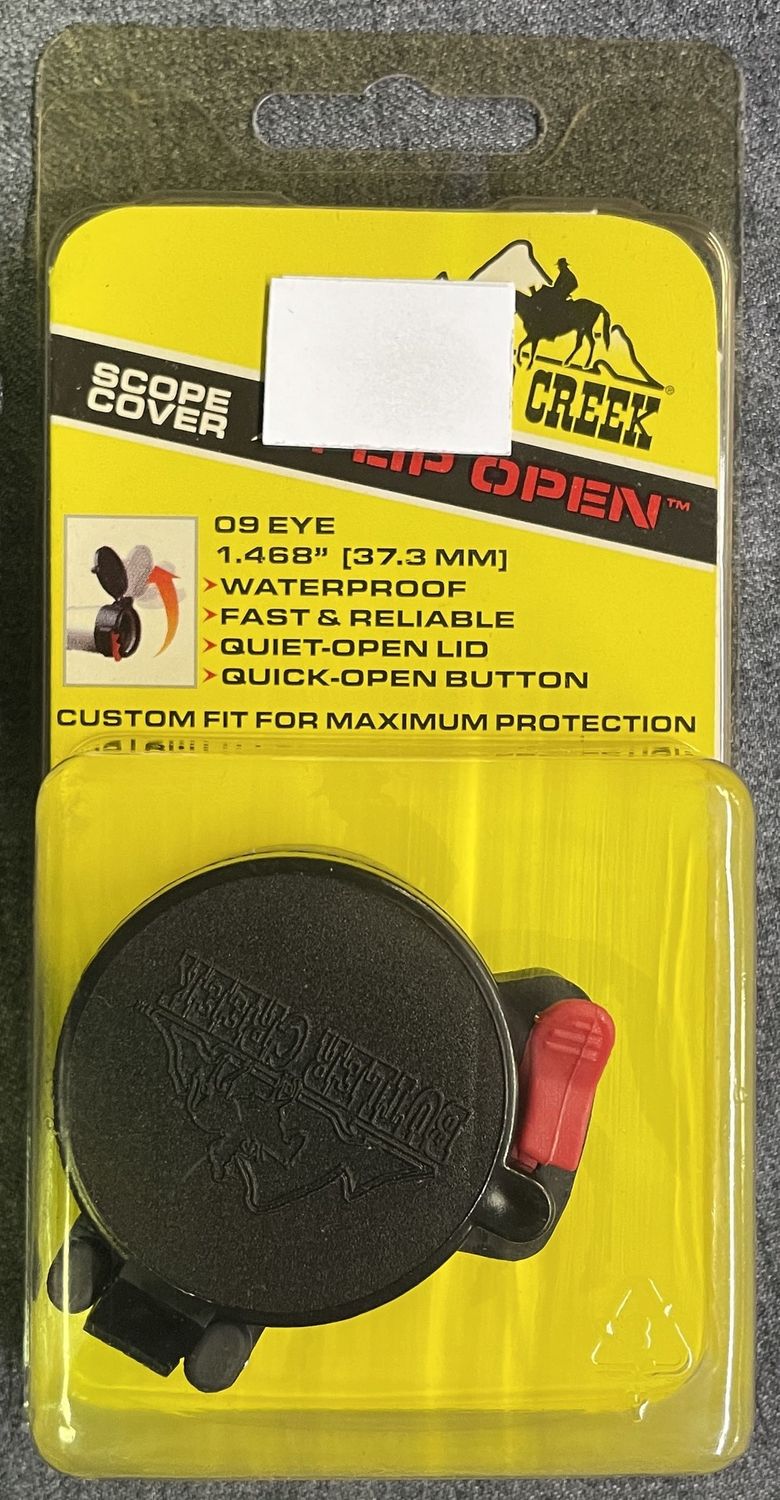 CREEK®
SCOPE
COVER
FLIP OPEN™
09 EYE
1.468” [37.3 MM]
WATERPROOF
FAST & RELIABLE
QUIET-OPEN LID
QUICK-OPEN BUTTON
CUSTOM FIT FOR MAXIMUM PROTECTION
BUTLER CREEK